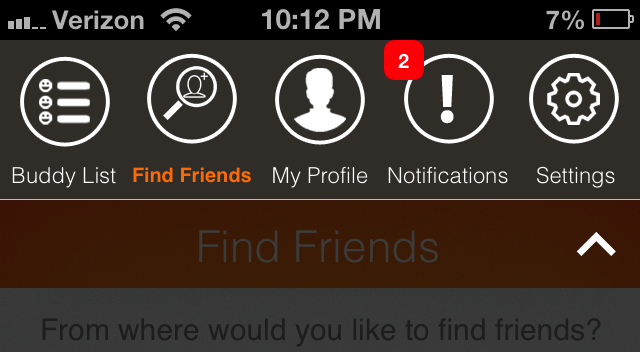 Verizon 10:12 PM 7%
2
Buddy List Find Friends My Profile Notifications Settings
Find Friends
From where would you like to find friends?